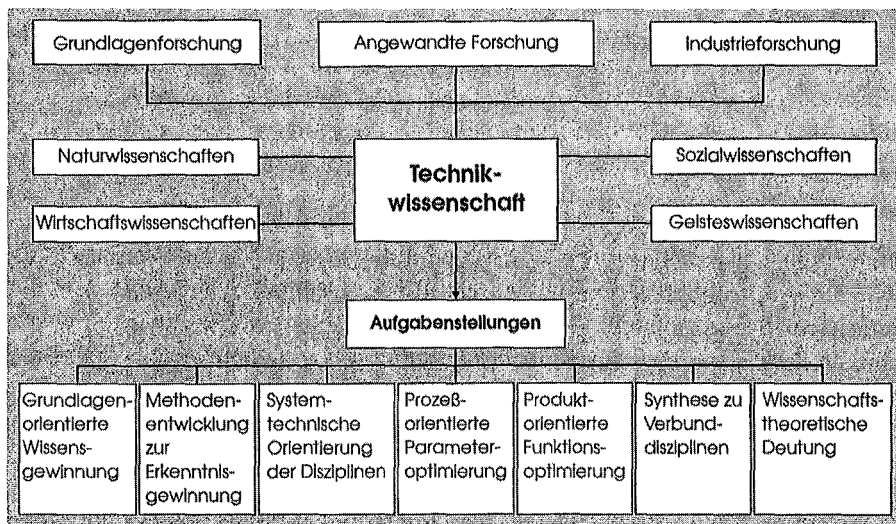 Grundlagenforschung
Angewandte Forschung
Industrieforschung
Naturwissenschaften
Technik-
wissenschaft
Sozialwissenschaften
Wirtschaftswissenschaften
Geisteswissenschaften
Aufgabenstellungen
Grundlagen-
orientierte
Wissens-
gewinnung
Methoden-
entwicklung
zur
Erkenntnis-
gewinnung
System-
technische
Orientierung
der Disziplinen
Prozeß-
orientierte
Parameter-
optimierung
Produkt-
orientierte
Funktions-
optimierung
Synthese zu
Verbund-
disziplinen
Wissenschafts-
theoretische
Deutung